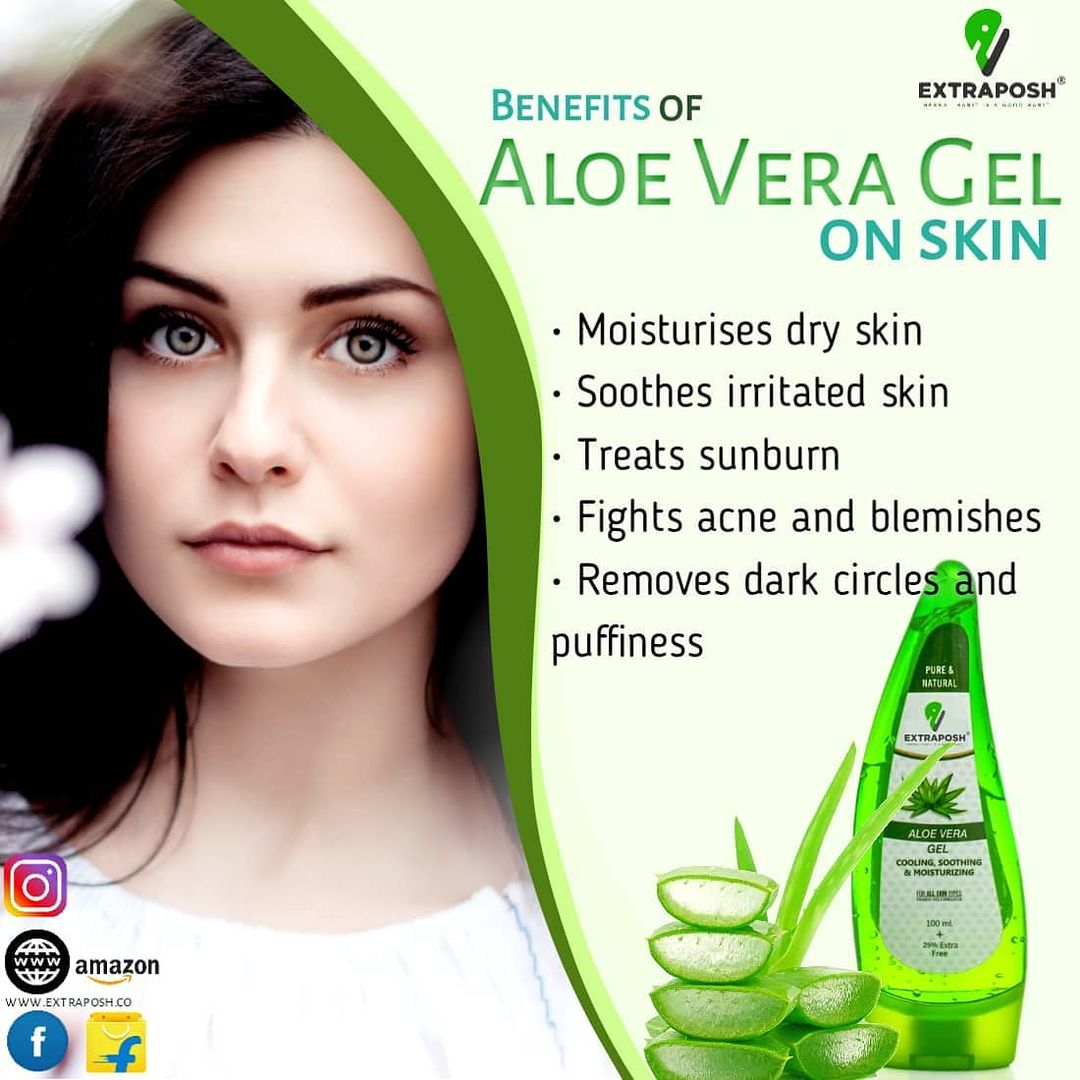 EXTRAPOSH®
BENEFITS OF
ALOE VERA GEL
ON SKIN
• Moisturises dry skin
• Soothes irritated skin
• Treats sunburn
• Fights acne and blemishes
• Removes dark circles and
puffiness
PURE &
NATURAL
EXTRAPOSH®
ALOE VERA
GEL
COOLING, SOOTHING
& MOISTURIZING
FOR ALL SKIN TYPES
100 ml.
+
25% Extra
Free
www
amazon
WWW.EXTRAPOSH.CO
f
f